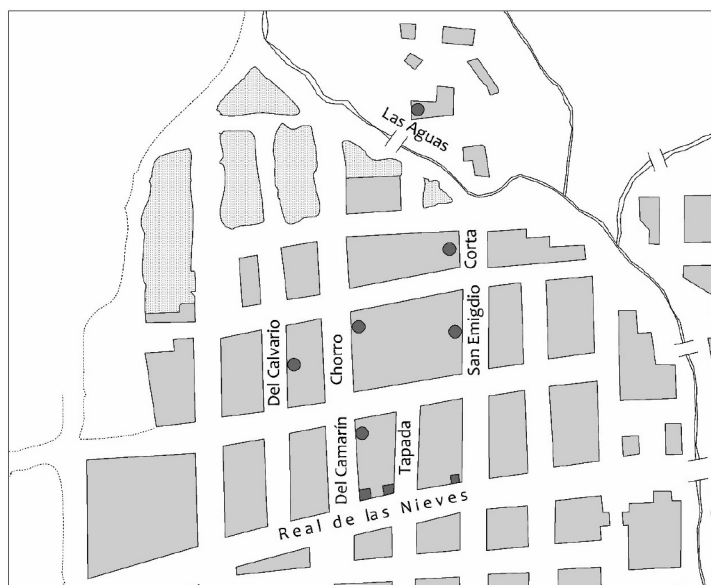 Las Aguas
Corta
San Emigdio
Del Calvario
Chorro
Del Camarín
Tapada
Real de las Nieves